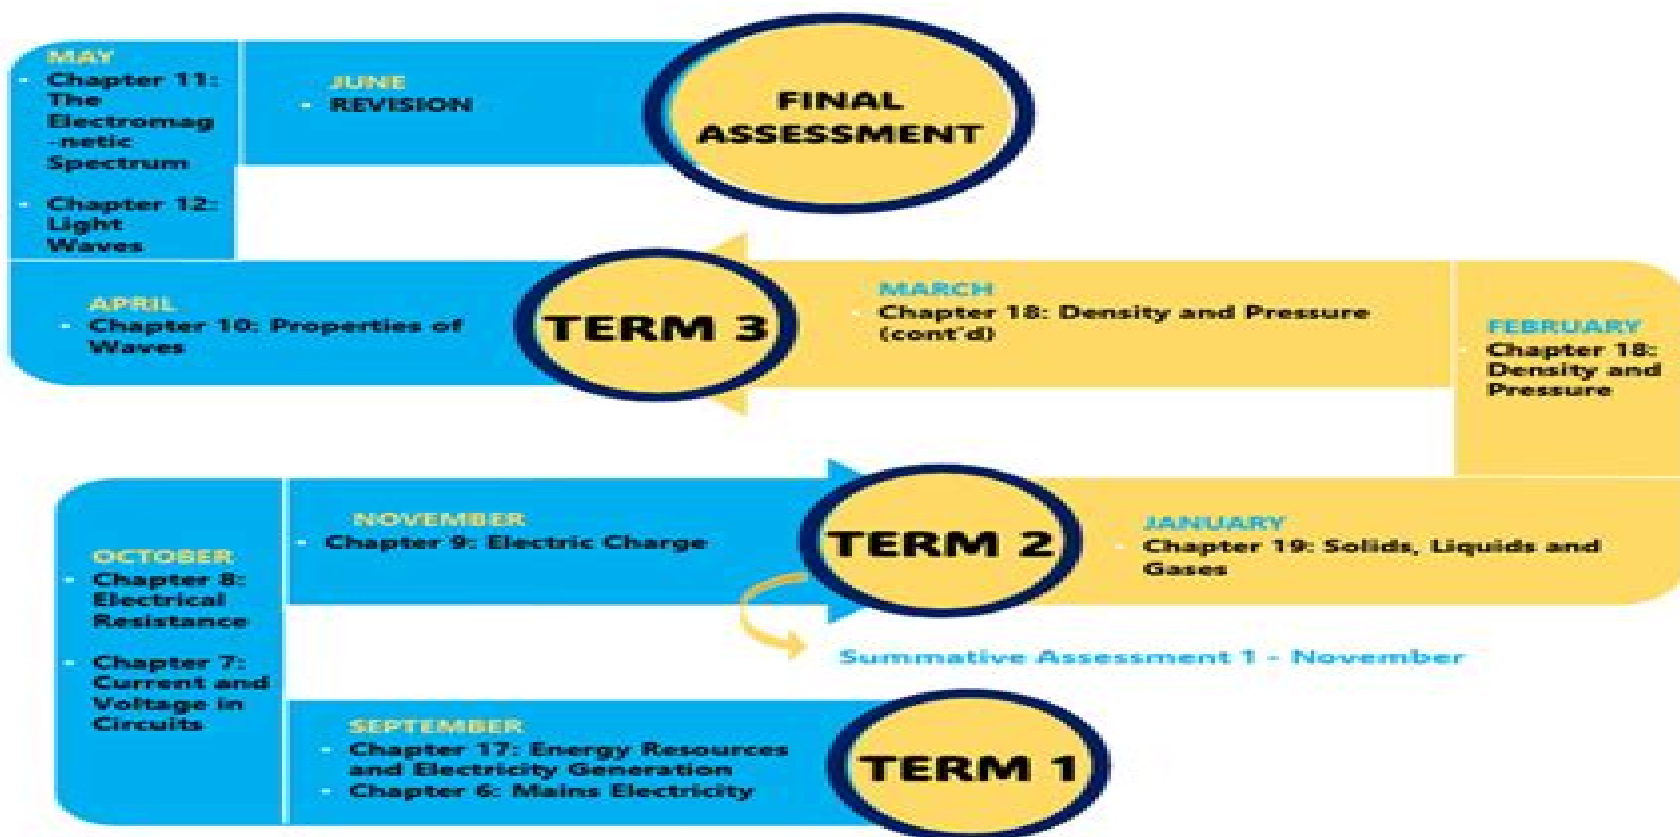 MAY
- Chapter 11:
The
Electromag
-netic
Spectrum
- Chapter 12:
Light
Waves
JUNE
- REVISION
FINAL
ASSESSMENT
APRIL
- Chapter 10: Properties of
Waves
TERM 3
MARCH
- Chapter 18: Density and Pressure
(cont'd)
FEBRUARY
- Chapter 18:
Density and
Pressure
OCTOBER
- Chapter 8:
Electrical
Resistance
- Chapter 7:
Current and
Voltage in
Circuits
NOVEMBER
- Chapter 9: Electric Charge
TERM 2
JANUARY
- Chapter 19: Solids, Liquids and
Gases
Summative Assessment 1 - November
SEPTEMBER
- Chapter 17: Energy Resources
and Electricity Generation
- Chapter 6: Mains Electricity
TERM 1